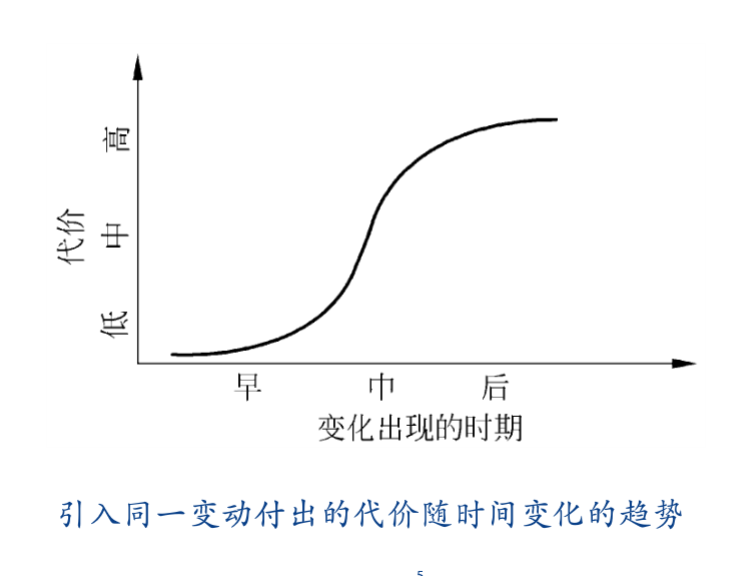 高
代价 中
低
早 中 后
变化出现的时期
引入同一变动付出的代价随时间变化的趋势
5